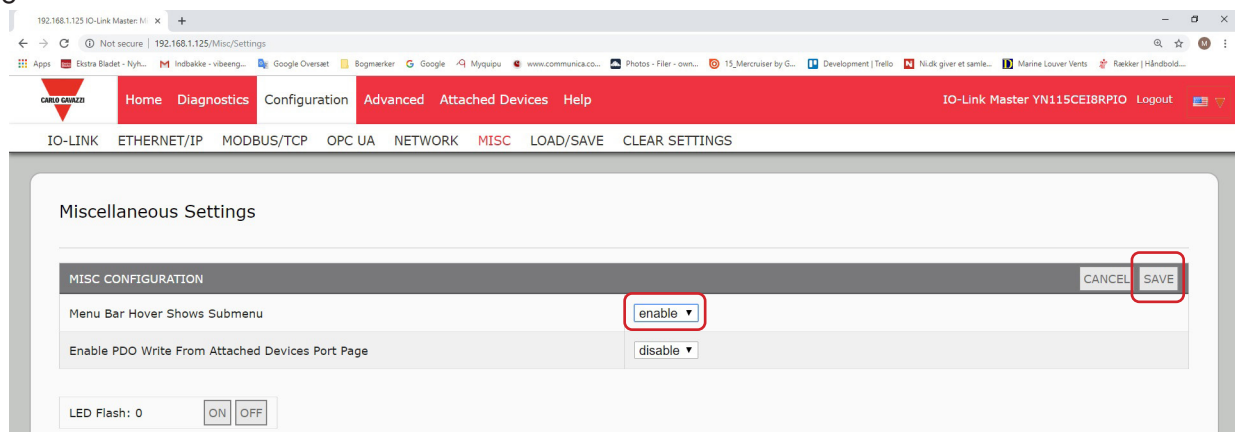 192.168.1.125 IO-Link Master: Mi
Not secure | 192.168.1.125/Misc/Settings
Apps Ekstra Bladet - Nyh... Indbakke - vibeeng... Google Oversæt Bogmærker Google Myquipu www.communica.co... Photos - Filer - own... 15_Mercruiser by G... Development | Trello Ni.dk giver et samle... Marine Louver Vents Rækker | Håndbold....
CARLO GAVAZZI Home Diagnostics Configuration Advanced Attached Devices Help IO-Link Master YN115CEI8RPIO Logout
IO-LINK ETHERNET/IP MODBUS/TCP OPC UA NETWORK MISC LOAD/SAVE CLEAR SETTINGS
Miscellaneous Settings
MISC CONFIGURATION CANCEL SAVE
Menu Bar Hover Shows Submenu enable
Enable PDO Write From Attached Devices Port Page disable
LED Flash: 0 ON OFF